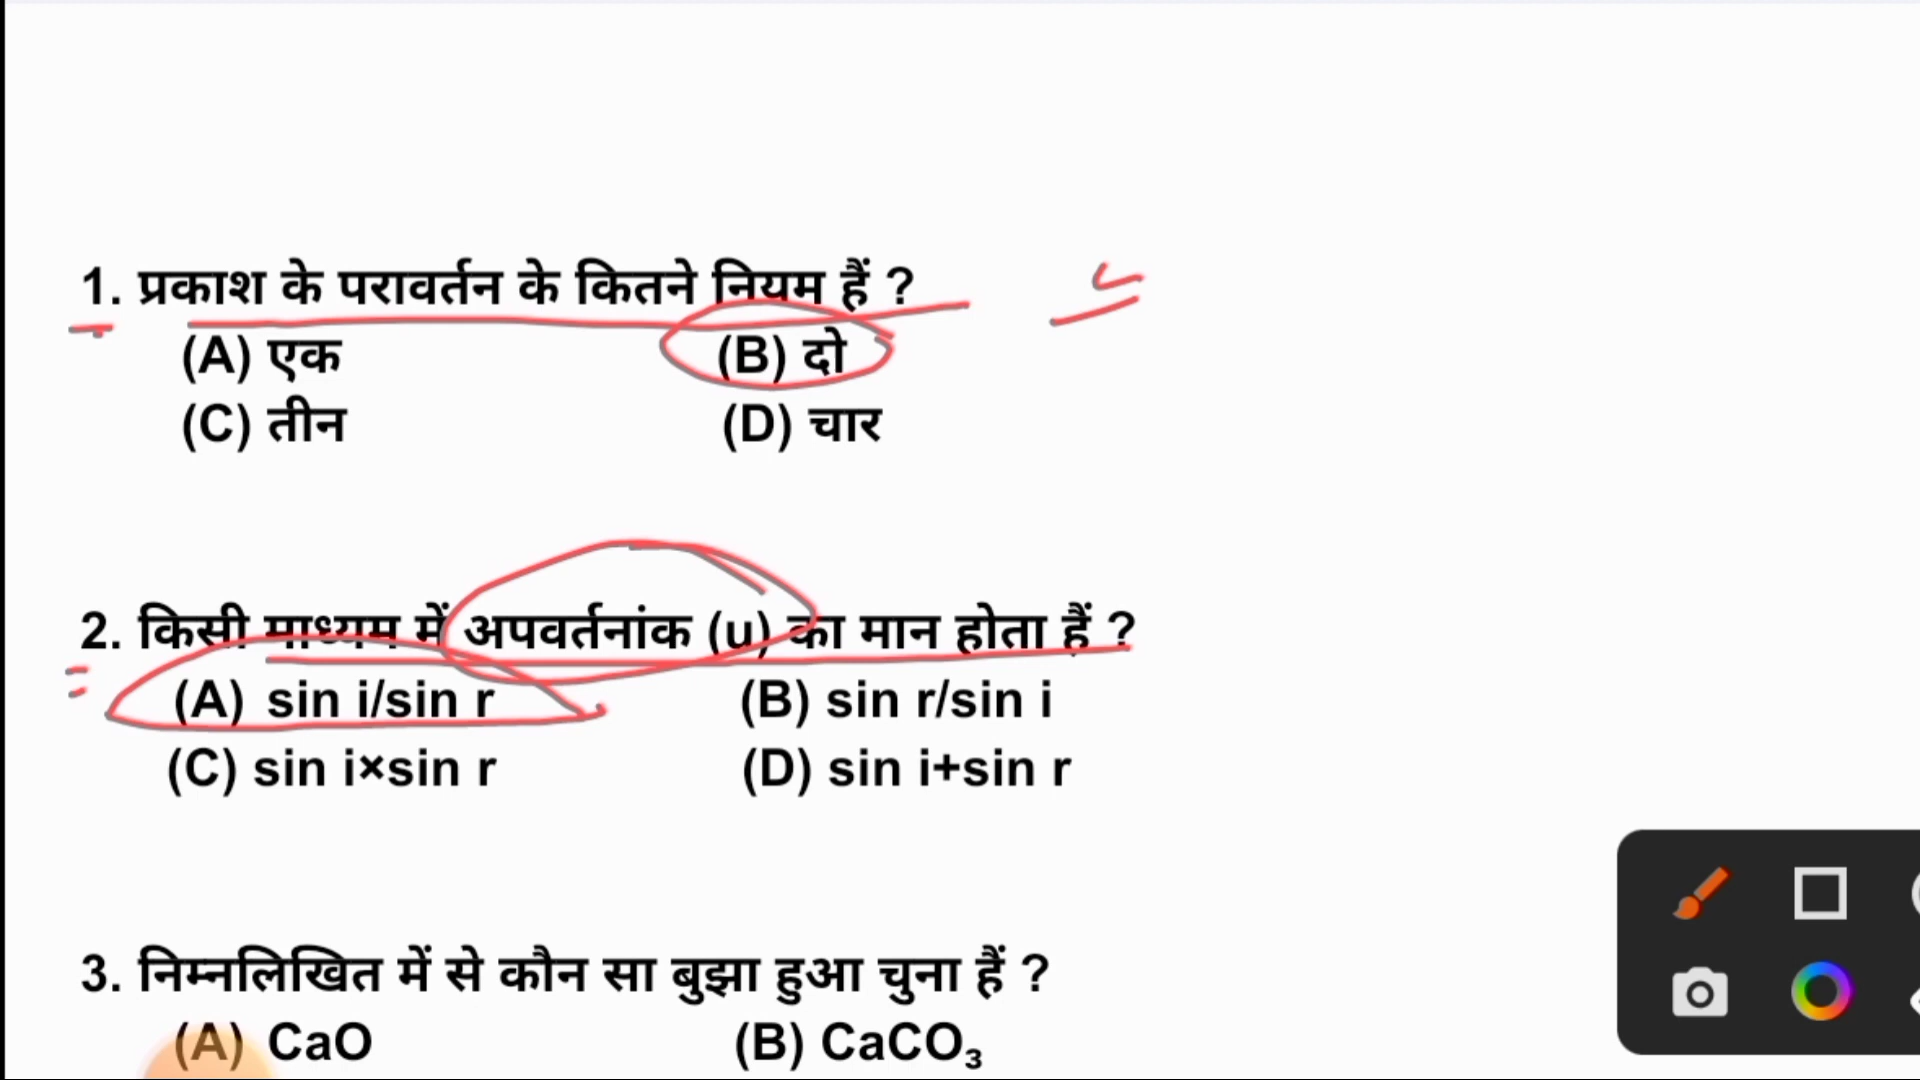 1. प्रकाश के परावर्तन के कितने नियम हैं ?
(A) एक (B) दो
(C) तीन (D) चार
2. किसी माध्यम में अपवर्तनांक (u) का मान होता हैं ?
(A) sin i/sin r (B) sin r/sin i
(C) sin i×sin r (D) sin i+sin r
3. निम्नलिखित में से कौन सा बुझा हुआ चुना हैं ?
(A) CaO (B) CaCO₃